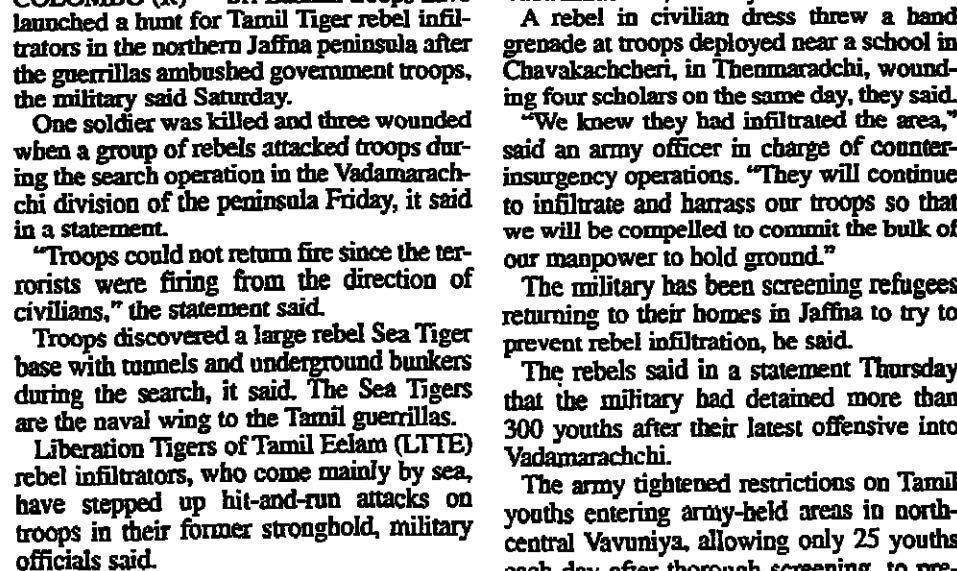 launched a hunt for Tamil Tiger rebel infil-
trators in the northern Jaffna peninsula after
the guerrillas ambushed government troops,
the military said Saturday.
One soldier was killed and three wounded
when a group of rebels attacked troops dur-
ing the search operation in the Vadamarach-
chi division of the peninsula Friday, it said
in a statement.
"Troops could not return fire since the ter-
rorists were firing from the direction of
civilians," the statement said.
Troops discovered a large rebel Sea Tiger
base with tunnels and underground bunkers
during the search, it said. The Sea Tigers
are the naval wing to the Tamil guerrillas.
Liberation Tigers of Tamil Eelam (LTTE)
rebel infiltrators, who come mainly by sea,
have stepped up hit-and-run attacks on
troops in their former stronghold, military
officials said.
A rebel in civilian dress threw a hand
grenade at troops deployed near a school in
Chavakachcheri, in Thenmaradchi, wound-
ing four scholars on the same day, they said.
"We knew they had infiltrated the area,"
said an army officer in charge of counter-
insurgency operations. "They will continue
to infiltrate and harrass our troops so that
we will be compelled to commit the bulk of
our manpower to hold ground."
The military has been screening refugees
returning to their homes in Jaffna to try to
prevent rebel infiltration, he said.
The rebels said in a statement Thursday
that the military had detained more than
300 youths after their latest offensive into
Vadamarachchi.
The army tightened restrictions on Tamil
youths entering army-held areas in north-
central Vavuniya, allowing only 25 youths
each day after thorough screening, to pre-